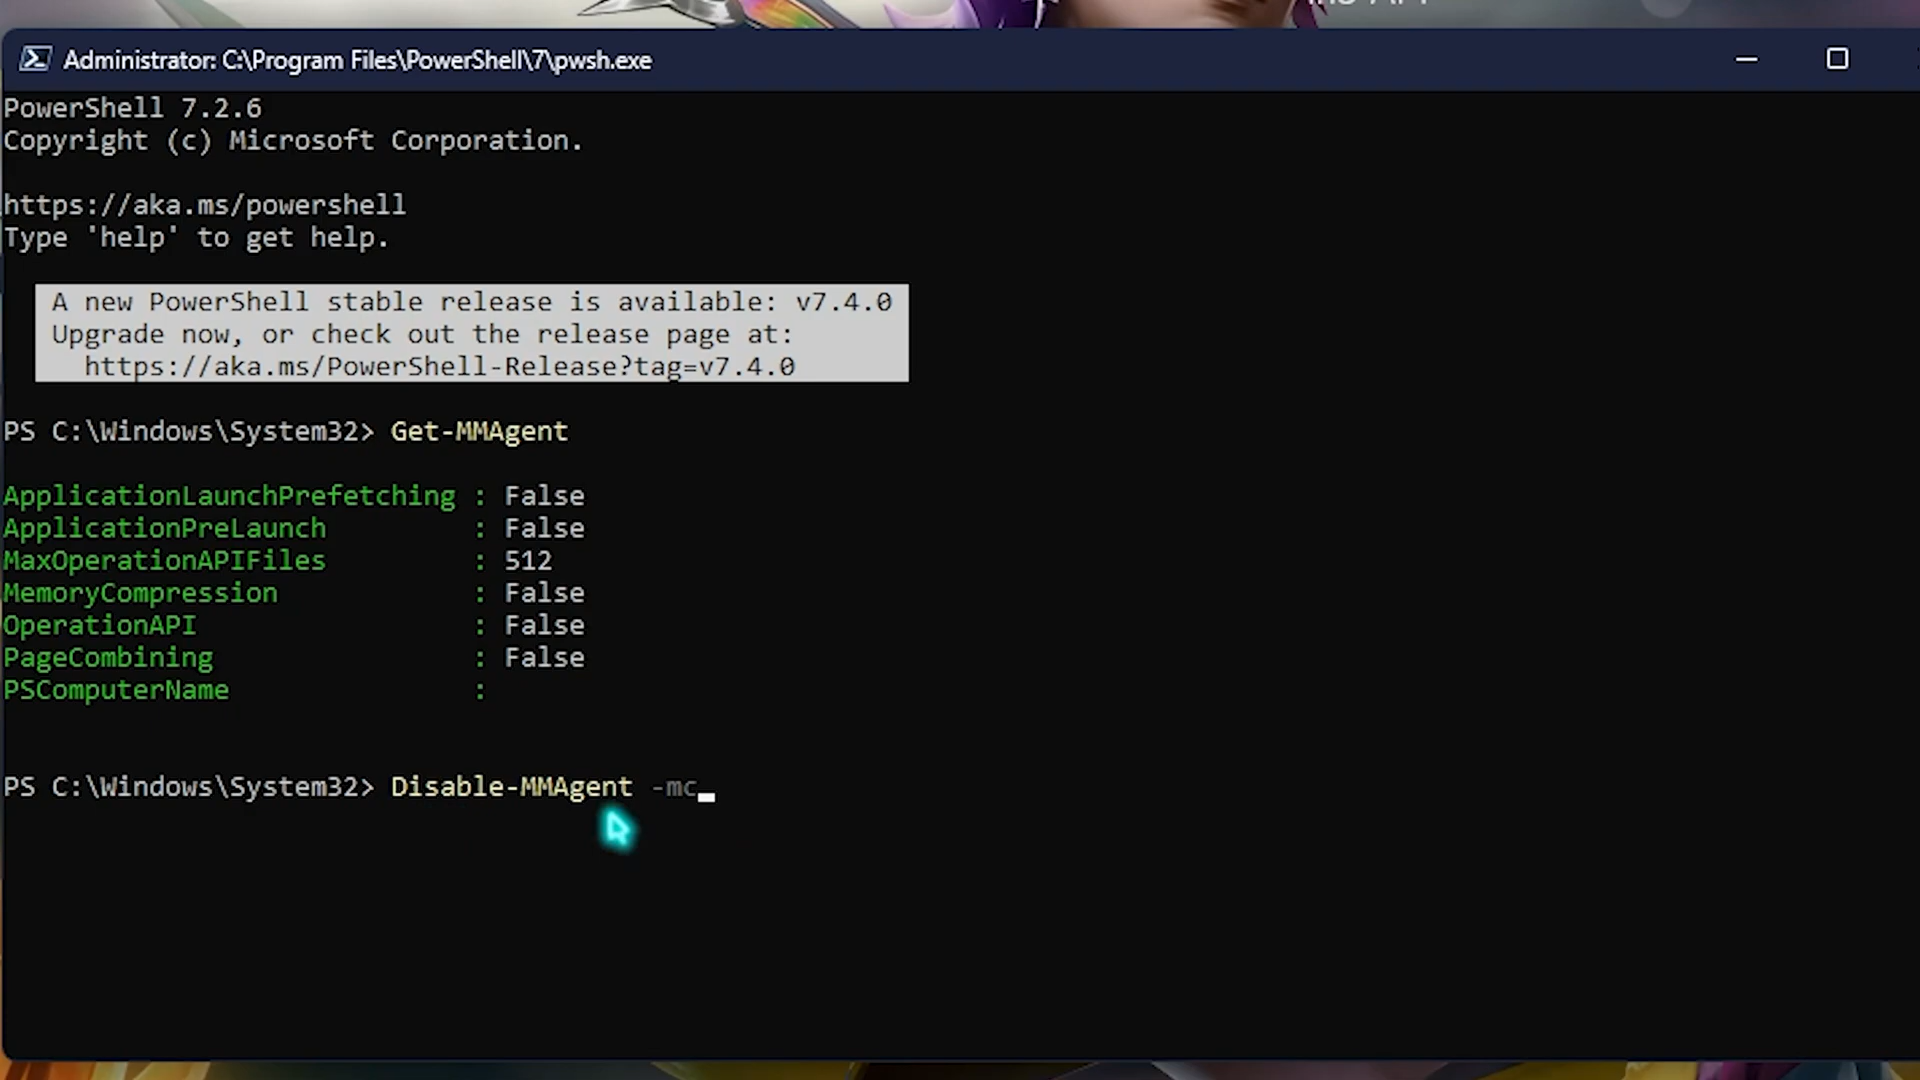 Administrator: C:\Program Files\PowerShell\7\pwsh.exe
PowerShell 7.2.6
Copyright (c) Microsoft Corporation.
https://aka.ms/powershell
Type 'help' to get help.
A new PowerShell stable release is available: v7.4.0
Upgrade now, or check out the release page at:
https://aka.ms/PowerShell-Release?tag=v7.4.0
PS C:\Windows\System32> Get-MMAgent
ApplicationLaunchPrefetching : False
ApplicationPreLaunch : False
MaxOperationAPIFiles : 512
MemoryCompression : False
OperationAPI : False
PageCombining : False
PSComputerName :
PS C:\Windows\System32> Disable-MMAgent -mc